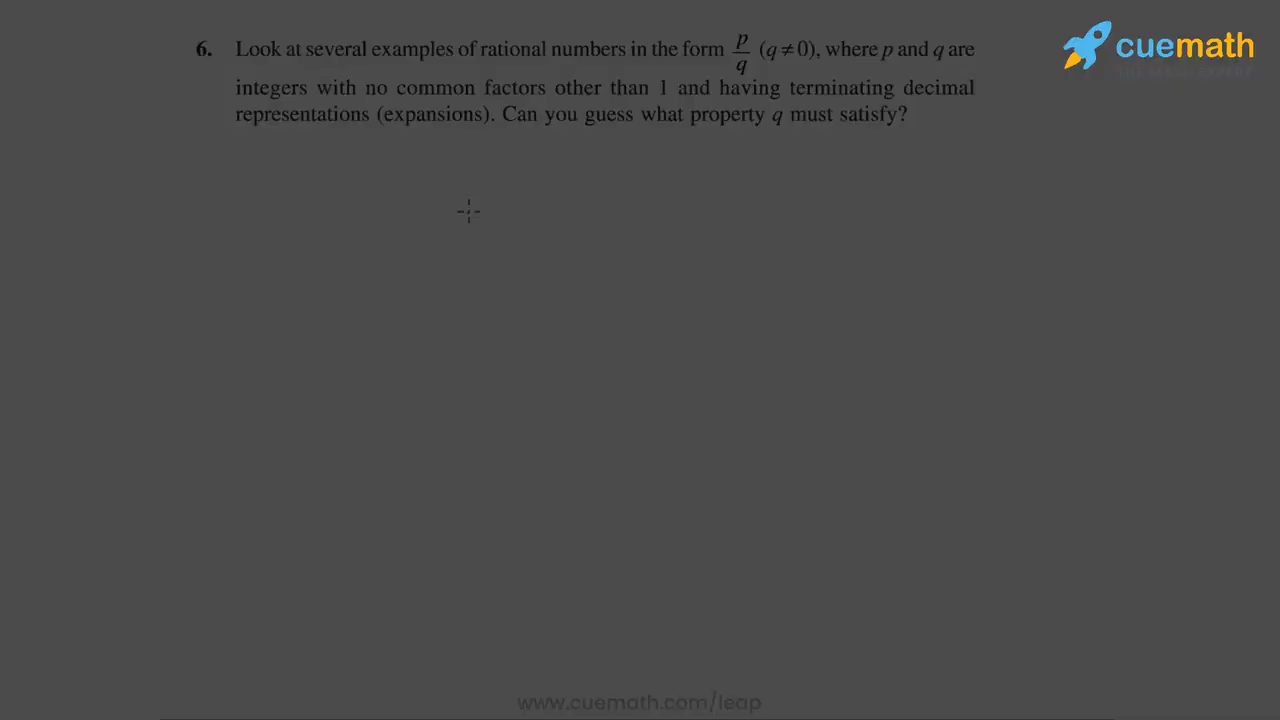 cuemath
6. Look at several examples of rational numbers in the form p/q (q ≠ 0), where p and q are
integers with no common factors other than 1 and having terminating decimal
representations (expansions). Can you guess what property q must satisfy?
www.cuemath.com/leap